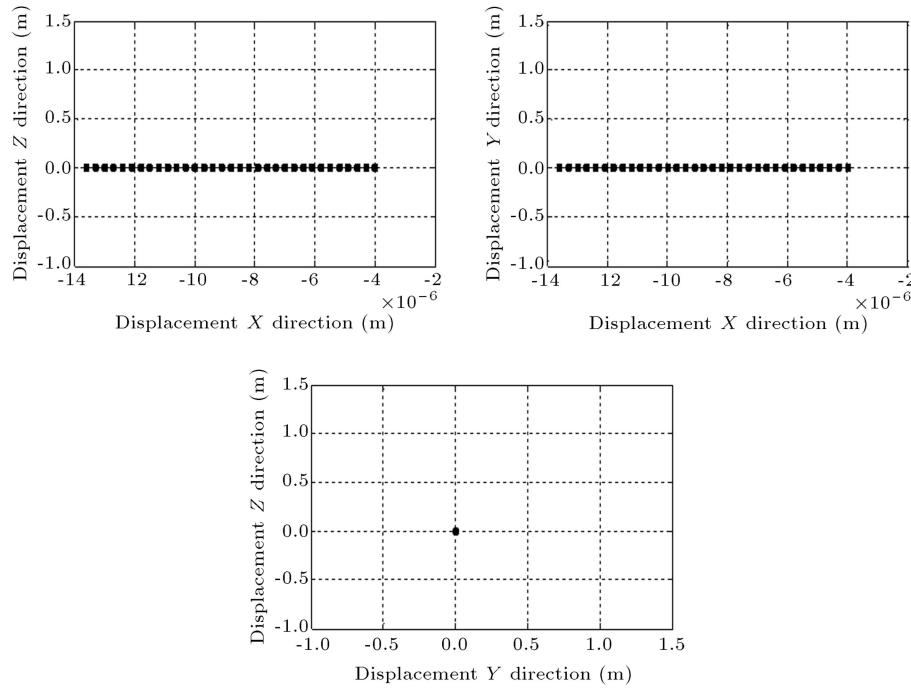 Displacement Z direction (m)
1.5
1.0
0.5
0.0
-0.5
-1.0
-14 -12 -10 -8 -6 -4 -2
×10-6
Displacement X direction (m)
Displacement Y direction (m)
1.5
1.0
0.5
0.0
-0.5
-1.0
-14 -12 -10 -8 -6 -4 -2
×10-6
Displacement X direction (m)
Displacement Z direction (m)
1.5
1.0
0.5
0.0
-0.5
-1.0
-1.0 -0.5 0.0 0.5 1.0 1.5
Displacement Y direction (m)